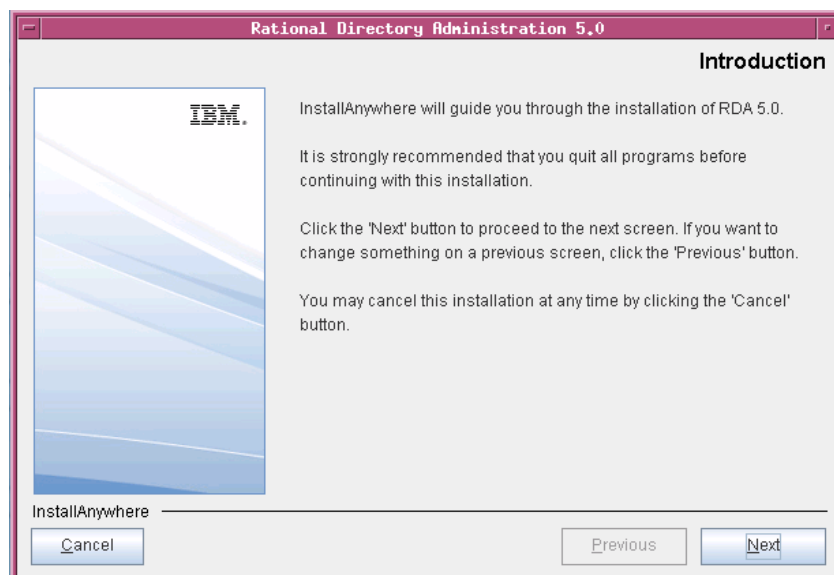 Rational Directory Administration 5.0
Introduction
IBM.
InstallAnywhere will guide you through the installation of RDA 5.0.
It is strongly recommended that you quit all programs before
continuing with this installation.
Click the 'Next' button to proceed to the next screen. If you want to
change something on a previous screen, click the 'Previous' button.
You may cancel this installation at any time by clicking the 'Cancel'
button.
InstallAnywhere
Cancel
Previous
Next